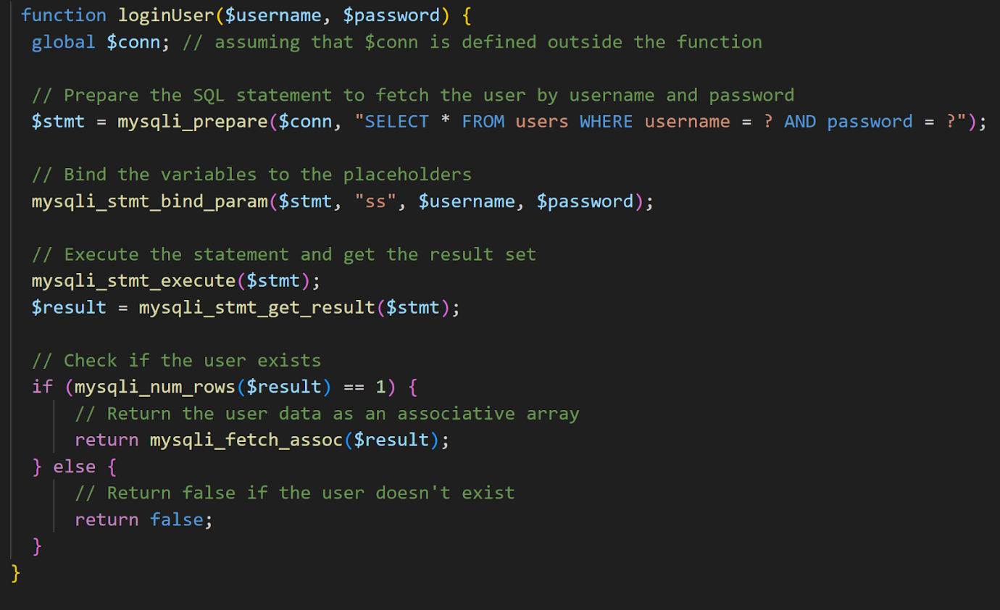 function loginUser($username, $password) {
global $conn; // assuming that $conn is defined outside the function
// Prepare the SQL statement to fetch the user by username and password
$stmt = mysqli_prepare($conn, "SELECT * FROM users WHERE username = ? AND password = ?");
// Bind the variables to the placeholders
mysqli_stmt_bind_param($stmt, "ss", $username, $password);
// Execute the statement and get the result set
mysqli_stmt_execute($stmt);
$result = mysqli_stmt_get_result($stmt);
// Check if the user exists
if (mysqli_num_rows($result) == 1) {
// Return the user data as an associative array
return mysqli_fetch_assoc($result);
} else {
// Return false if the user doesn't exist
return false;
}
}